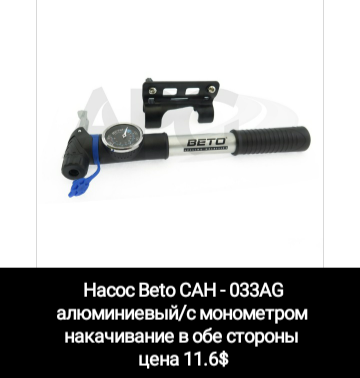 BETO
Насос Beto CAH - 033AG
алюминиевый/с монометром
накачивание в обе стороны
цена 11.6$